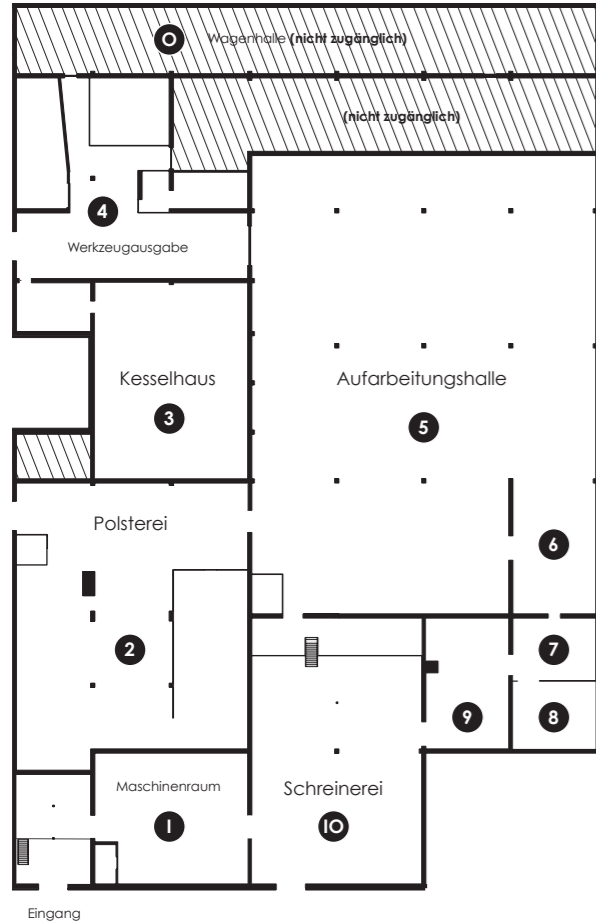 0 Wagenhalle (nicht zugänglich)
(nicht zugänglich)
4
Werkzeugausgabe
Kesselhaus
3
Aufarbeitungshalle
5
Polsterei
2
6
7
8
9
Maschinenraum
1
Schreinerei
10
Eingang